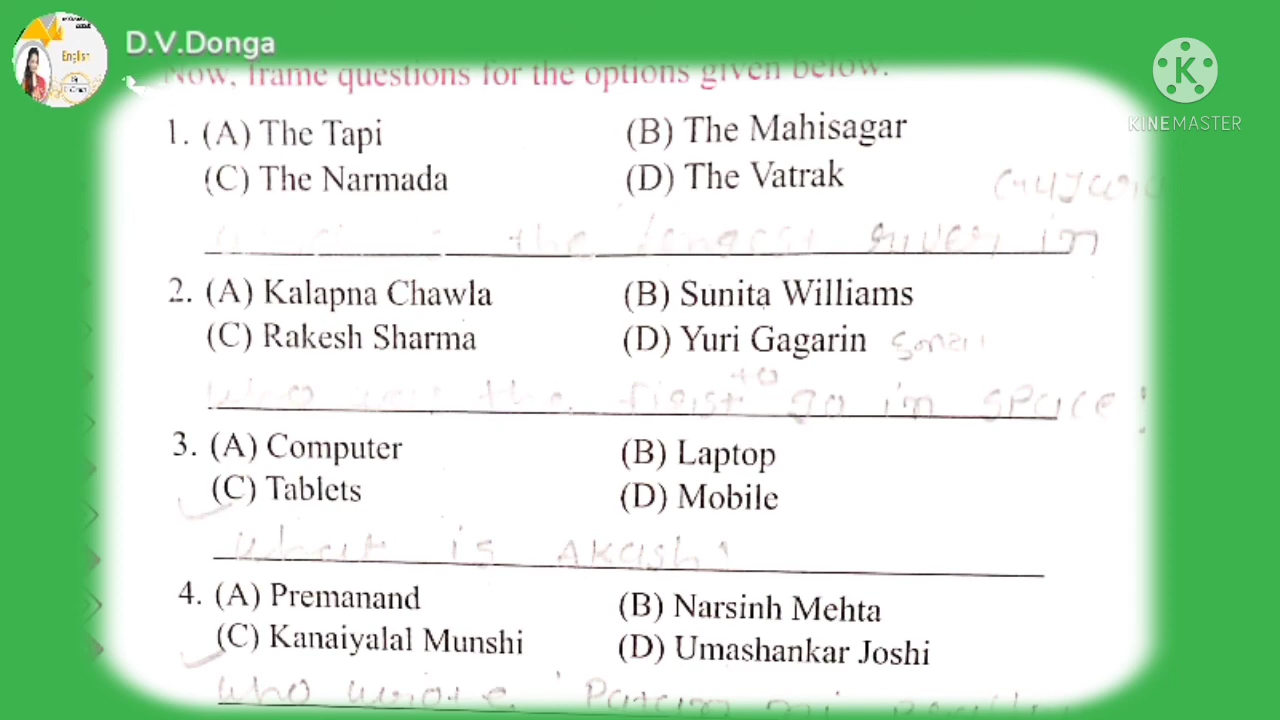 D.V.Donga
English
K
KINEMASTER
Now, frame questions for the options given below.
1. (A) The Tapi (B) The Mahisagar
(C) The Narmada (D) The Vatrak
the longest river in
2. (A) Kalapna Chawla (B) Sunita Williams
(C) Rakesh Sharma (D) Yuri Gagarin
to
who was the first go in space?
3. (A) Computer (B) Laptop
(C) Tablets (D) Mobile
what is AKash
4. (A) Premanand (B) Narsinh Mehta
(C) Kanaiyalal Munshi (D) Umashankar Joshi
who wrote